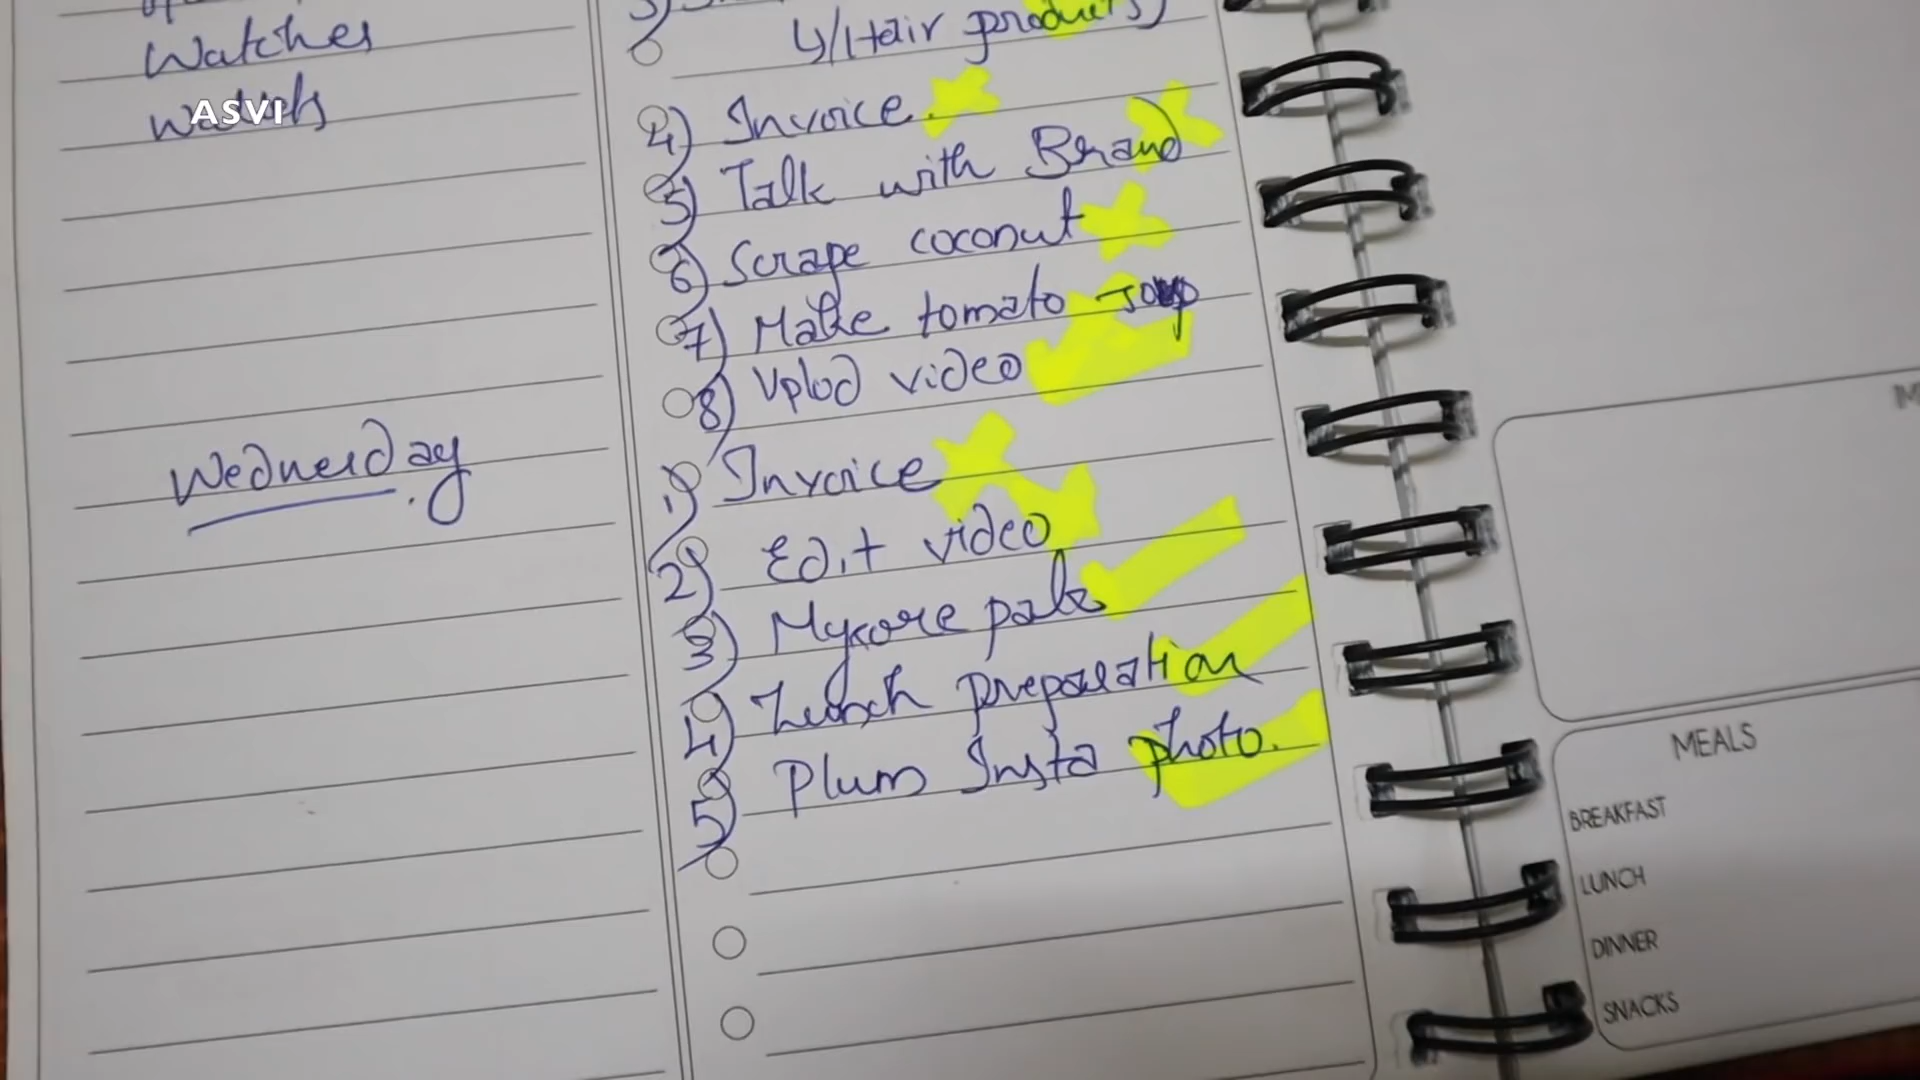 Watches
ASVI
y/Hair products)
4) Invoice.
5) Talk with Brand
6) Scrape coconut
7) Make tomato soup
8) Uplod video
Wednesday.
1) Invoice
2) Edit video
3) Mysore pak
4) Lunch preparation
5) Plum Insta photo.
MEALS
BREAKFAST
LUNCH
DINNER
SNACKS